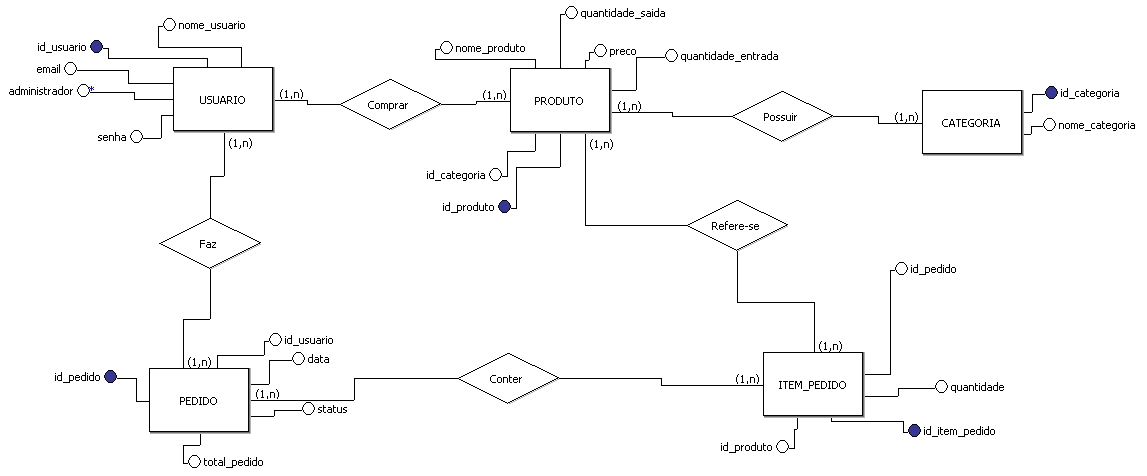 quantidade_saida
nome_usuario
id_usuario
nome_produto
preco
quantidade_entrada
email
administrador
*
USUARIO
(1,n)
Comprar
(1,n)
PRODUTO
(1,n)
Possuir
(1,n)
CATEGORIA
id_categoria
nome_categoria
senha
(1,n)
(1,n)
id_categoria
id_produto
Faz
Refere-se
id_pedido
id_usuario
data
(1,n)
(1,n)
id_pedido
PEDIDO
(1,n)
status
Conter
(1,n)
ITEM_PEDIDO
quantidade
id_item_pedido
id_produto
total_pedido